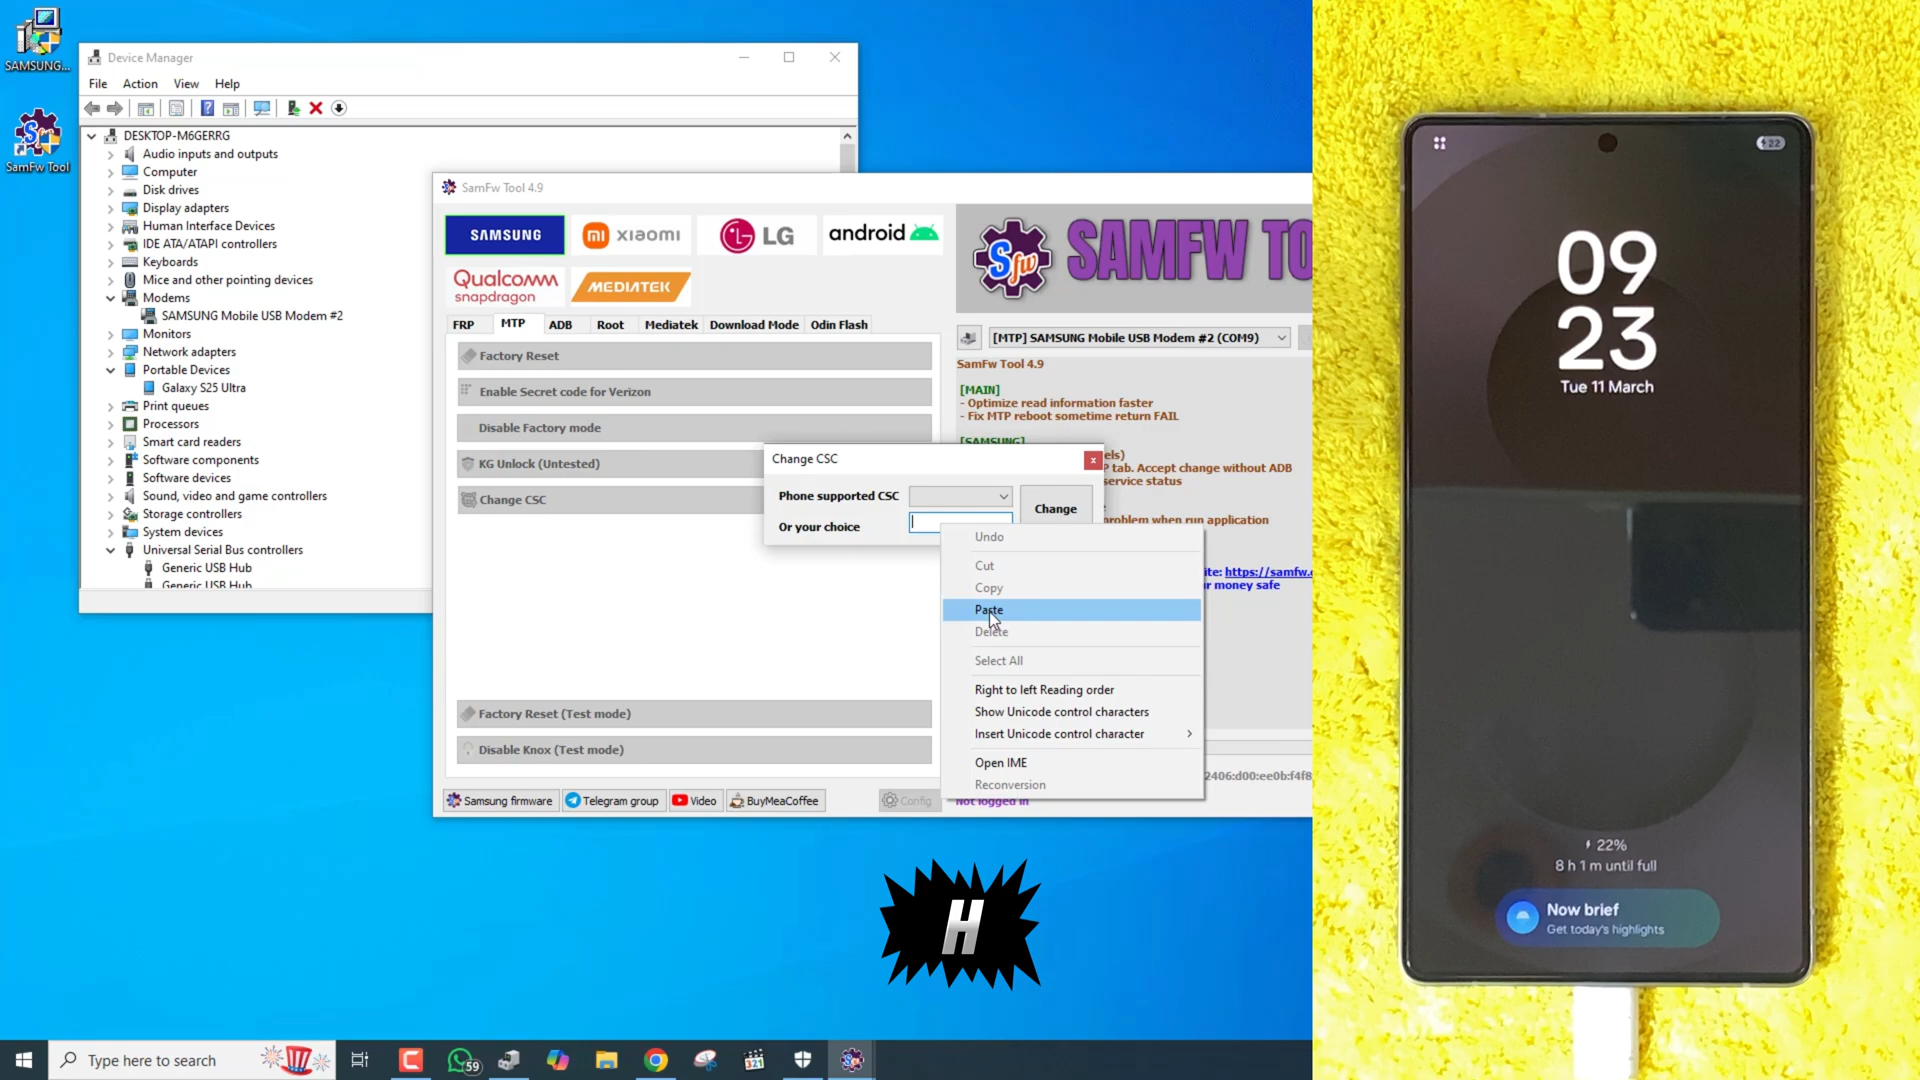 SAMSUNG...
SamFw Tool
Device Manager
File Action View Help
DESKTOP-M6GERRG
Audio inputs and outputs
Computer
Disk drives
Display adapters
Human Interface Devices
IDE ATA/ATAPI controllers
Keyboards
Mice and other pointing devices
Modems
SAMSUNG Mobile USB Modem #2
Monitors
Network adapters
Portable Devices
Galaxy S25 Ultra
Print queues
Processors
Smart card readers
Software components
Software devices
Sound, video and game controllers
Storage controllers
System devices
Universal Serial Bus controllers
Generic USB Hub
Generic USB Hub
SamFw Tool 4.9
SAMSUNG
mi xiaomi
LG
android
Qualcomm
snapdragon
MEDIATEK
FRP MTP ADB Root Mediatek Download Mode Odin Flash
Factory Reset
Enable Secret code for Verizon
Disable Factory mode
KG Unlock (Untested)
Change CSC
Factory Reset (Test mode)
Disable Knox (Test mode)
Samsung firmware Telegram group Video BuyMeaCoffee Config
Sfw SAMFW TO
[MTP] SAMSUNG Mobile USB Modem #2 (COM9)
SamFw Tool 4.9
[MAIN]
- Optimize read information faster
- Fix MTP reboot sometime return FAIL
[SAMSUNG]
els)
P tab. Accept change without ADB
service status
problem when run application
ite: https://samfw.
r money safe
2406:d00:ee0b:f4f8
Not logged in
Change CSC
x
Phone supported CSC
Or your choice
Change
Undo
Cut
Copy
Paste
Delete
Select All
Right to left Reading order
Show Unicode control characters
Insert Unicode control character
Open IME
Reconversion
H
Type here to search
59
321
22
09
23
Tue 11 March
22%
8 h 1 m until full
Now brief
Get today's highlights